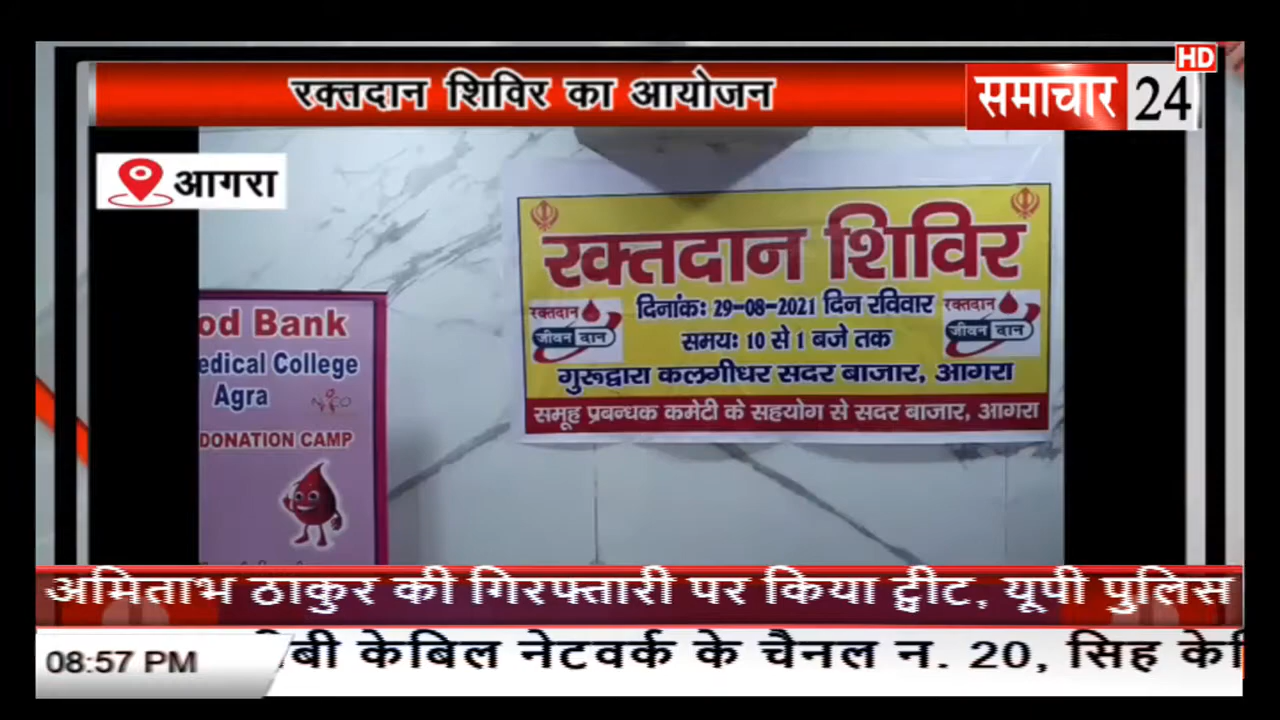 HD
रक्तदान शिविर का आयोजन
समाचार 24
आगरा
रक्तदान शिविर
दिनांक: 29-08-2021 दिन रविवार
रक्तदान
जीवन दान
रक्तदान
जीवन दान
समय: 10 से 1 बजे तक
गुरूद्वारा कलगीधर सदर बाजार, आगरा
समूह प्रबन्धक कमेटी के सहयोग से सदर बाजार, आगरा
od Bank
edical College
Agra
DONATION CAMP
अमिताभ ठाकुर की गिरफ्तारी पर किया ट्वीट, यूपी पुलिस
08:57 PM
बी केबिल नेटवर्क के चैनल न. 20, सिह के